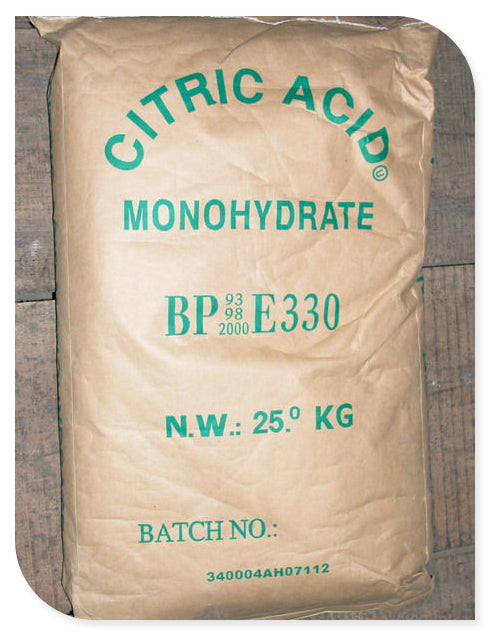 CITRIC ACID
Ⓤ
MONOHYDRATE
BP 93 98 2000 E330
N.W.: 25.⁰ KG
BATCH NO.:
340004AH07112